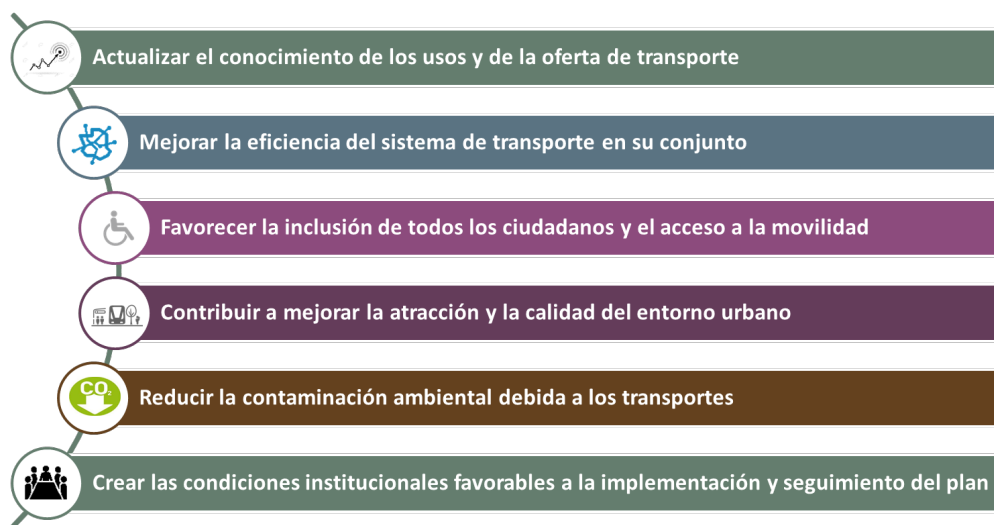 Actualizar el conocimiento de los usos y de la oferta de transporte
Mejorar la eficiencia del sistema de transporte en su conjunto
Favorecer la inclusión de todos los ciudadanos y el acceso a la movilidad
Contribuir a mejorar la atracción y la calidad del entorno urbano
CO₂
Reducir la contaminación ambiental debida a los transportes
Crear las condiciones institucionales favorables a la implementación y seguimiento del plan